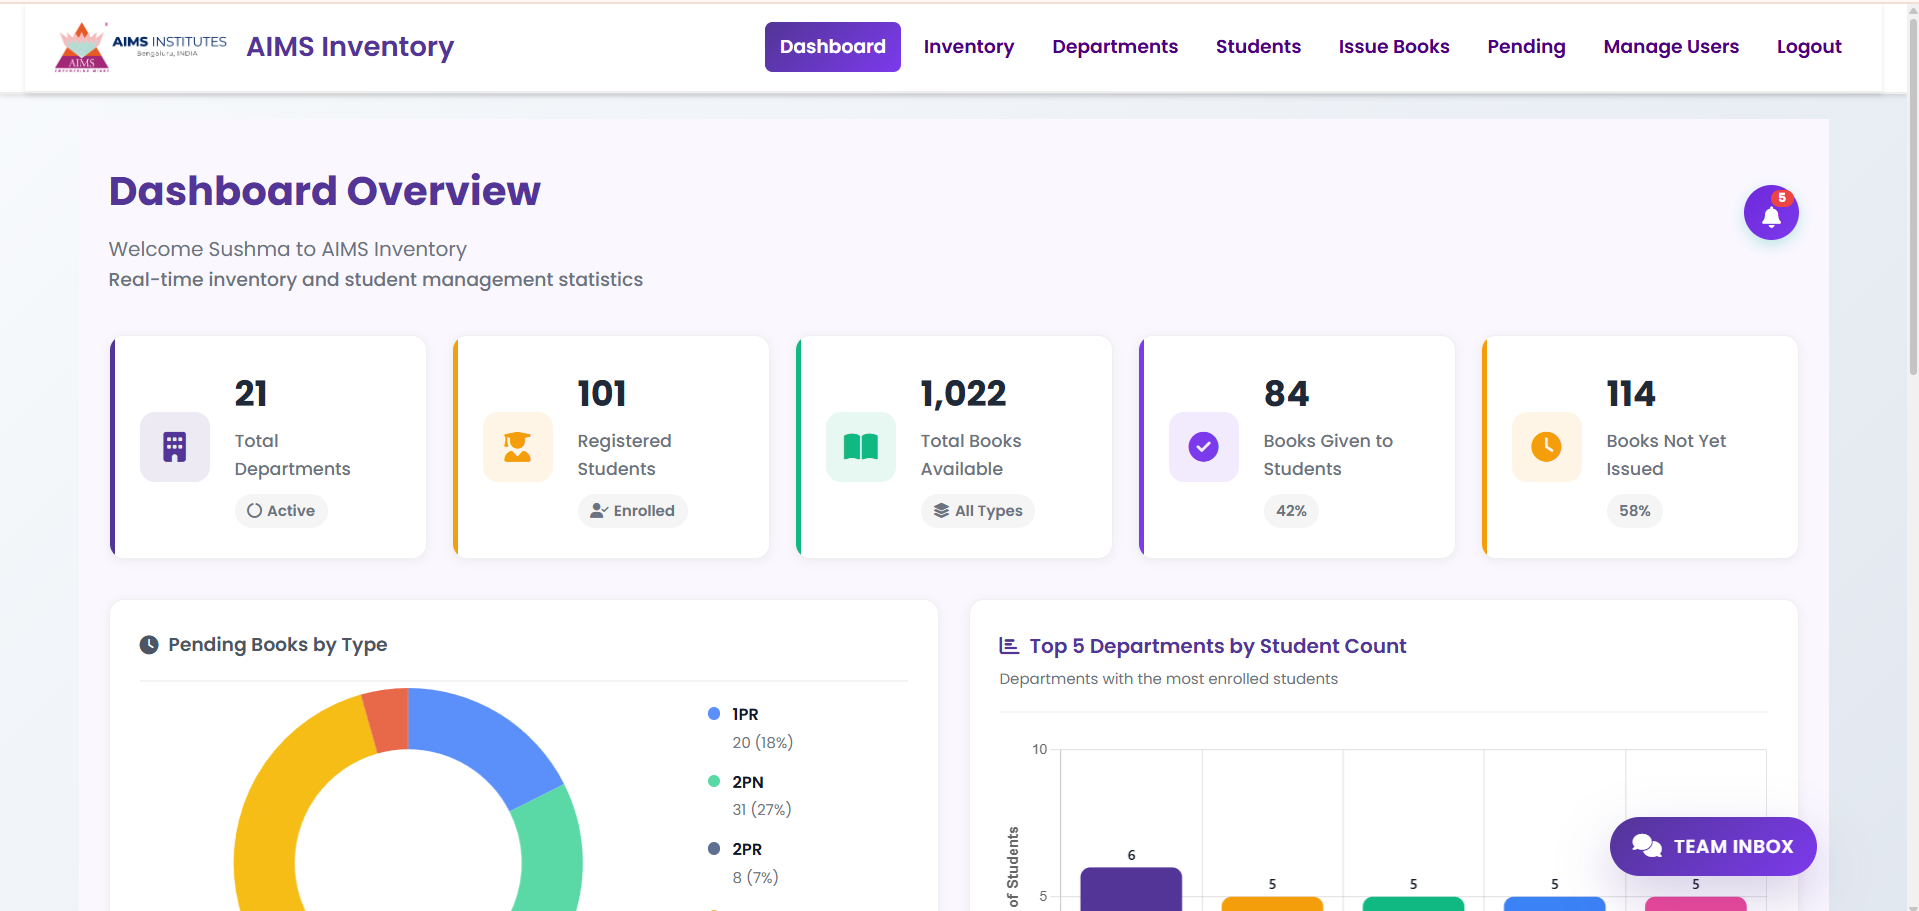 AIMS INSTITUTES
Bengaluru, INDIA
AIMS
AIMS Inventory
Dashboard
Inventory
Departments
Students
Issue Books
Pending
Manage Users
Logout
Dashboard Overview
5
Welcome Sushma to AIMS Inventory
Real-time inventory and student management statistics
21
Total
Departments
Active
101
Registered
Students
Enrolled
1,022
Total Books
Available
All Types
84
Books Given to
Students
42%
114
Books Not Yet
Issued
58%
Pending Books by Type
1PR
20 (18%)
2PN
31 (27%)
2PR
8 (7%)
Top 5 Departments by Student Count
Departments with the most enrolled students
10
5
of Students
6
5
5
5
5
TEAM INBOX